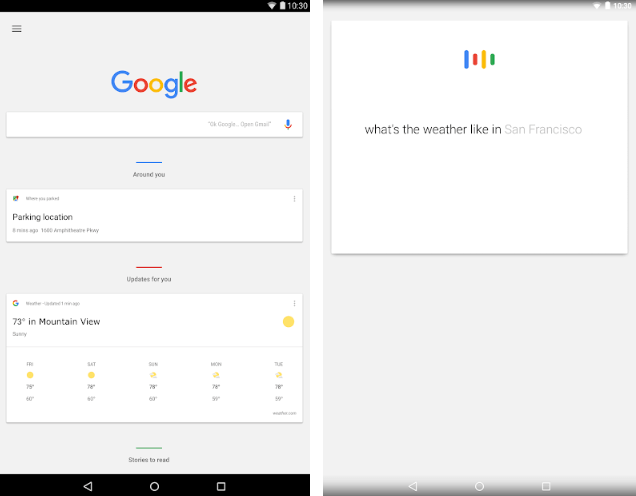 10:30
Google
"Ok Google... Open Gmail"
Around you
Where you parked
Parking location
8 mins ago 1600 Amphitheatre Pkwy
Updates for you
Weather • Updated 1 min ago
73° in Mountain View
Sunny
FRI SAT SUN MON TUE
75° 78° 78° 78° 78°
60° 60° 60° 59° 59°
weather.com
Stories to read
10:30
what's the weather like in San Francisco